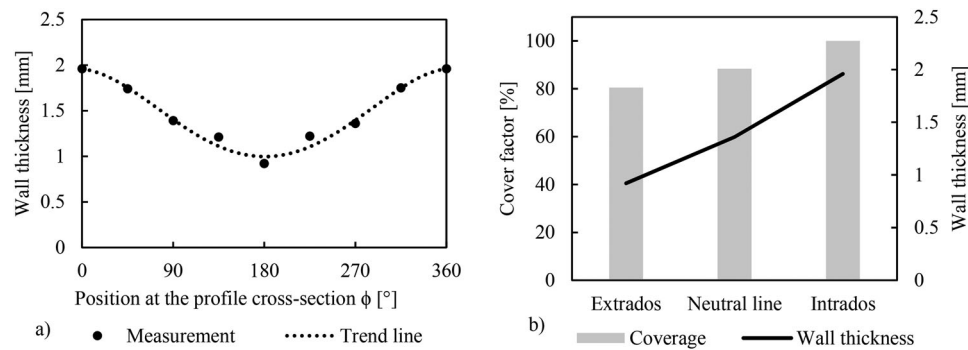 Wall thickness [mm]
2.5
2
1.5
1
0.5
0
0 90 180 270 360
Position at the profile cross-section ϕ [°]
a) Measurement Trend line
Cover factor [%]
100
80
60
40
20
0
2.5
2
1.5
1
0.5
0
Wall thickness [mm]
Extrados Neutral line Intrados
b) Coverage Wall thickness